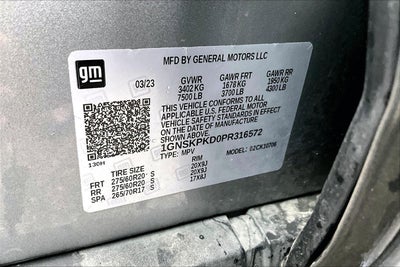 gm
MFD BY GENERAL MOTORS LLC
03/23 GVWR GAWR FRT GAWR RR
3402 KG 1678 KG 1950 KG
7500 LB 3700 LB 4300 LB
THIS VEHICLE CONFORMS TO ALL
APPLICABLE U.S. FEDERAL MOTOR
VEHICLE SAFETY STANDARDS IN EFFECT
ON THE DATE OF MANUFACTURE
SHOWN ABOVE.
1GNSKPKD0PR316572
TYPE: MPV MODEL: 02CK10706
TIRE SIZE RIM
FRT 275/60R20 S 20X9J
RR 275/60R20 S 20X9J
SPA 265/70R17 S 17X8J